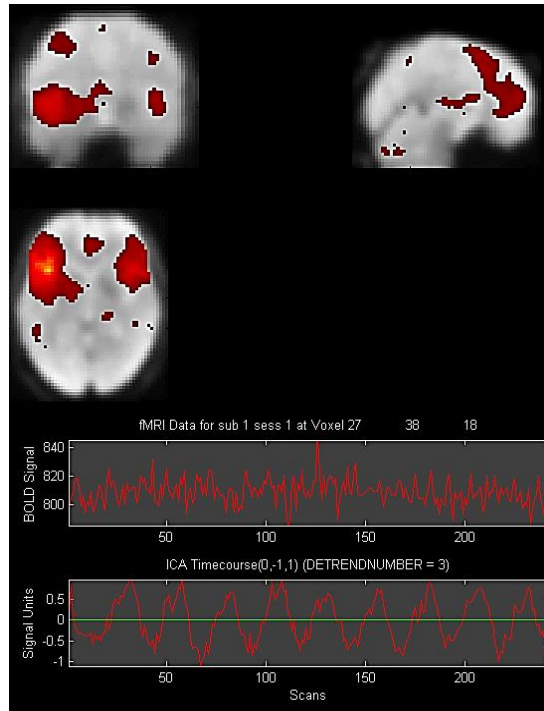 fMRI Data for sub 1 sess 1 at Voxel 27 38 18
840
820
800
BOLD Signal
50 100 150 200
ICA Timecourse(0,-1,1) (DETRENDNUMBER = 3)
0.5
0
-0.5
-1
Signal Units
50 100 150 200
Scans